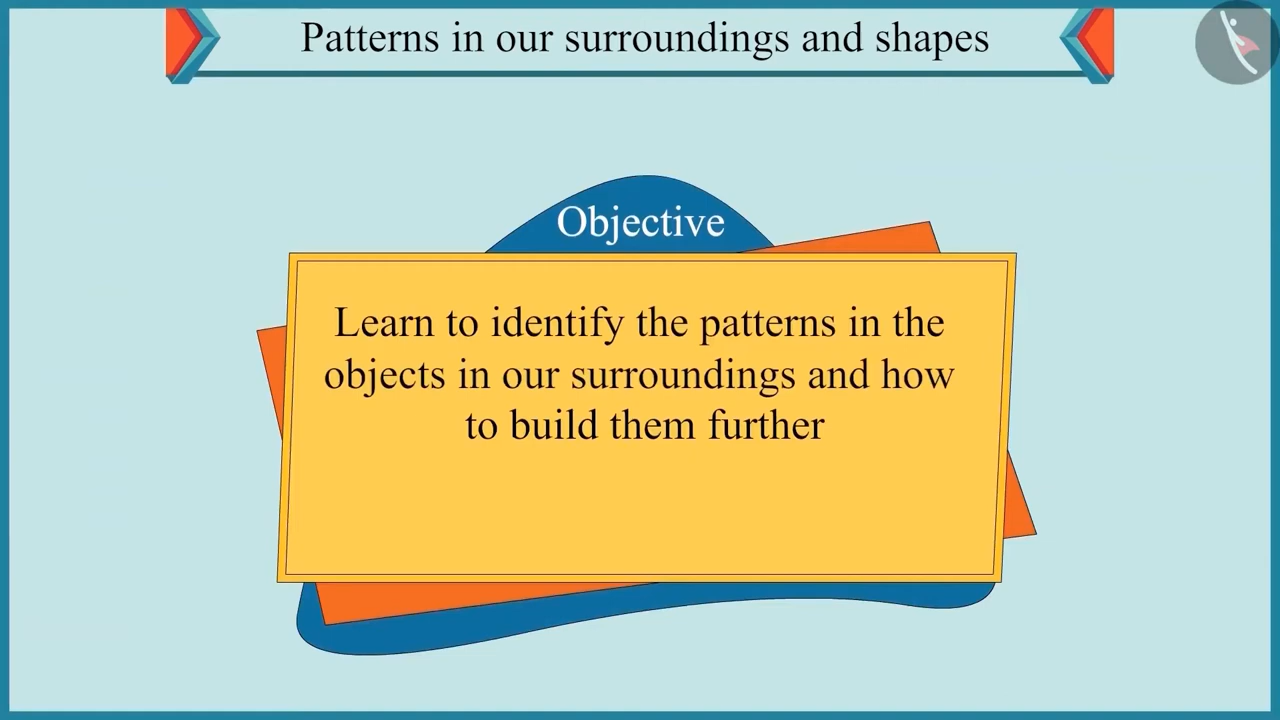 Patterns in our surroundings and shapes
Objective
Learn to identify the patterns in the
objects in our surroundings and how
to build them further